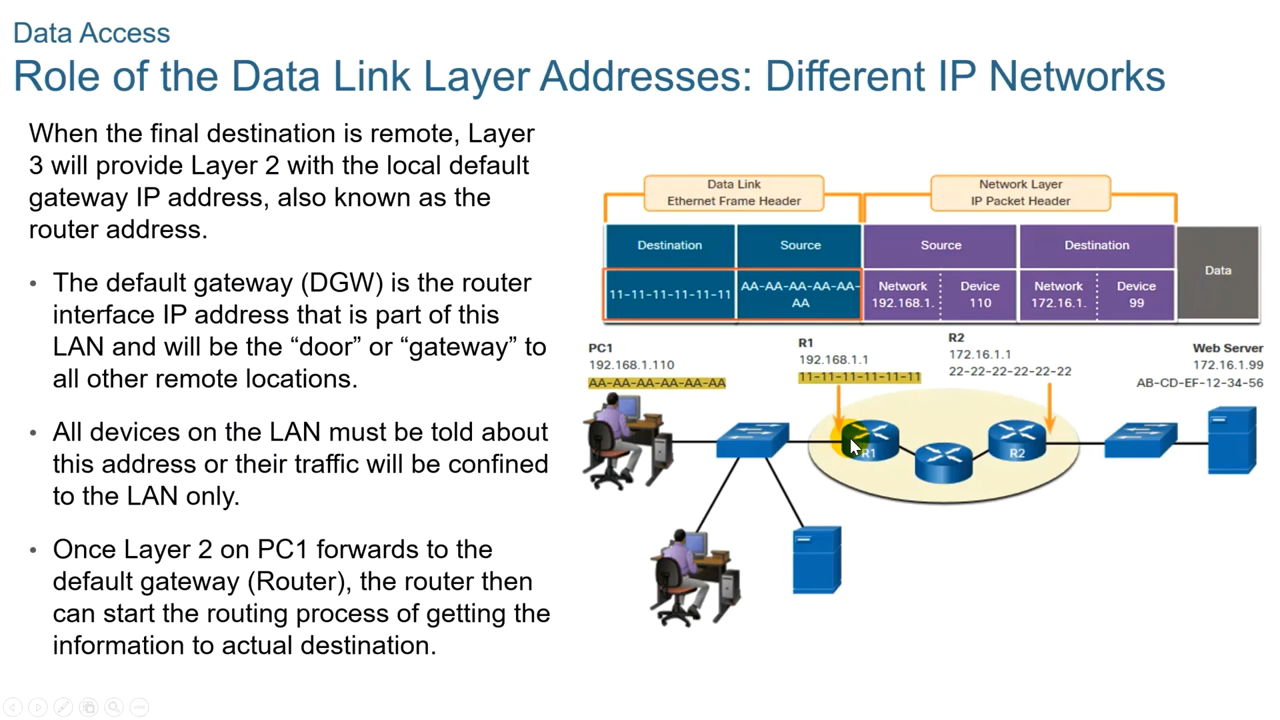 Data Access
Role of the Data Link Layer Addresses: Different IP Networks
When the final destination is remote, Layer
3 will provide Layer 2 with the local default
gateway IP address, also known as the
router address.
• The default gateway (DGW) is the router
interface IP address that is part of this
LAN and will be the “door” or “gateway” to
all other remote locations.
• All devices on the LAN must be told about
this address or their traffic will be confined
to the LAN only.
• Once Layer 2 on PC1 forwards to the
default gateway (Router), the router then
can start the routing process of getting the
information to actual destination.
Data Link
Ethernet Frame Header
Network Layer
IP Packet Header
Destination
Source
Source
Destination
Data
11-11-11-11-11-11
AA-AA-AA-AA-AA-
AA
Network
192.168.1.
Device
110
Network
172.16.1.
Device
99
PC1
192.168.1.110
AA-AA-AA-AA-AA-AA
R1
192.168.1.1
11-11-11-11-11-11
R2
172.16.1.1
22-22-22-22-22-22
Web Server
172.16.1.99
AB-CD-EF-12-34-56
R1
R2